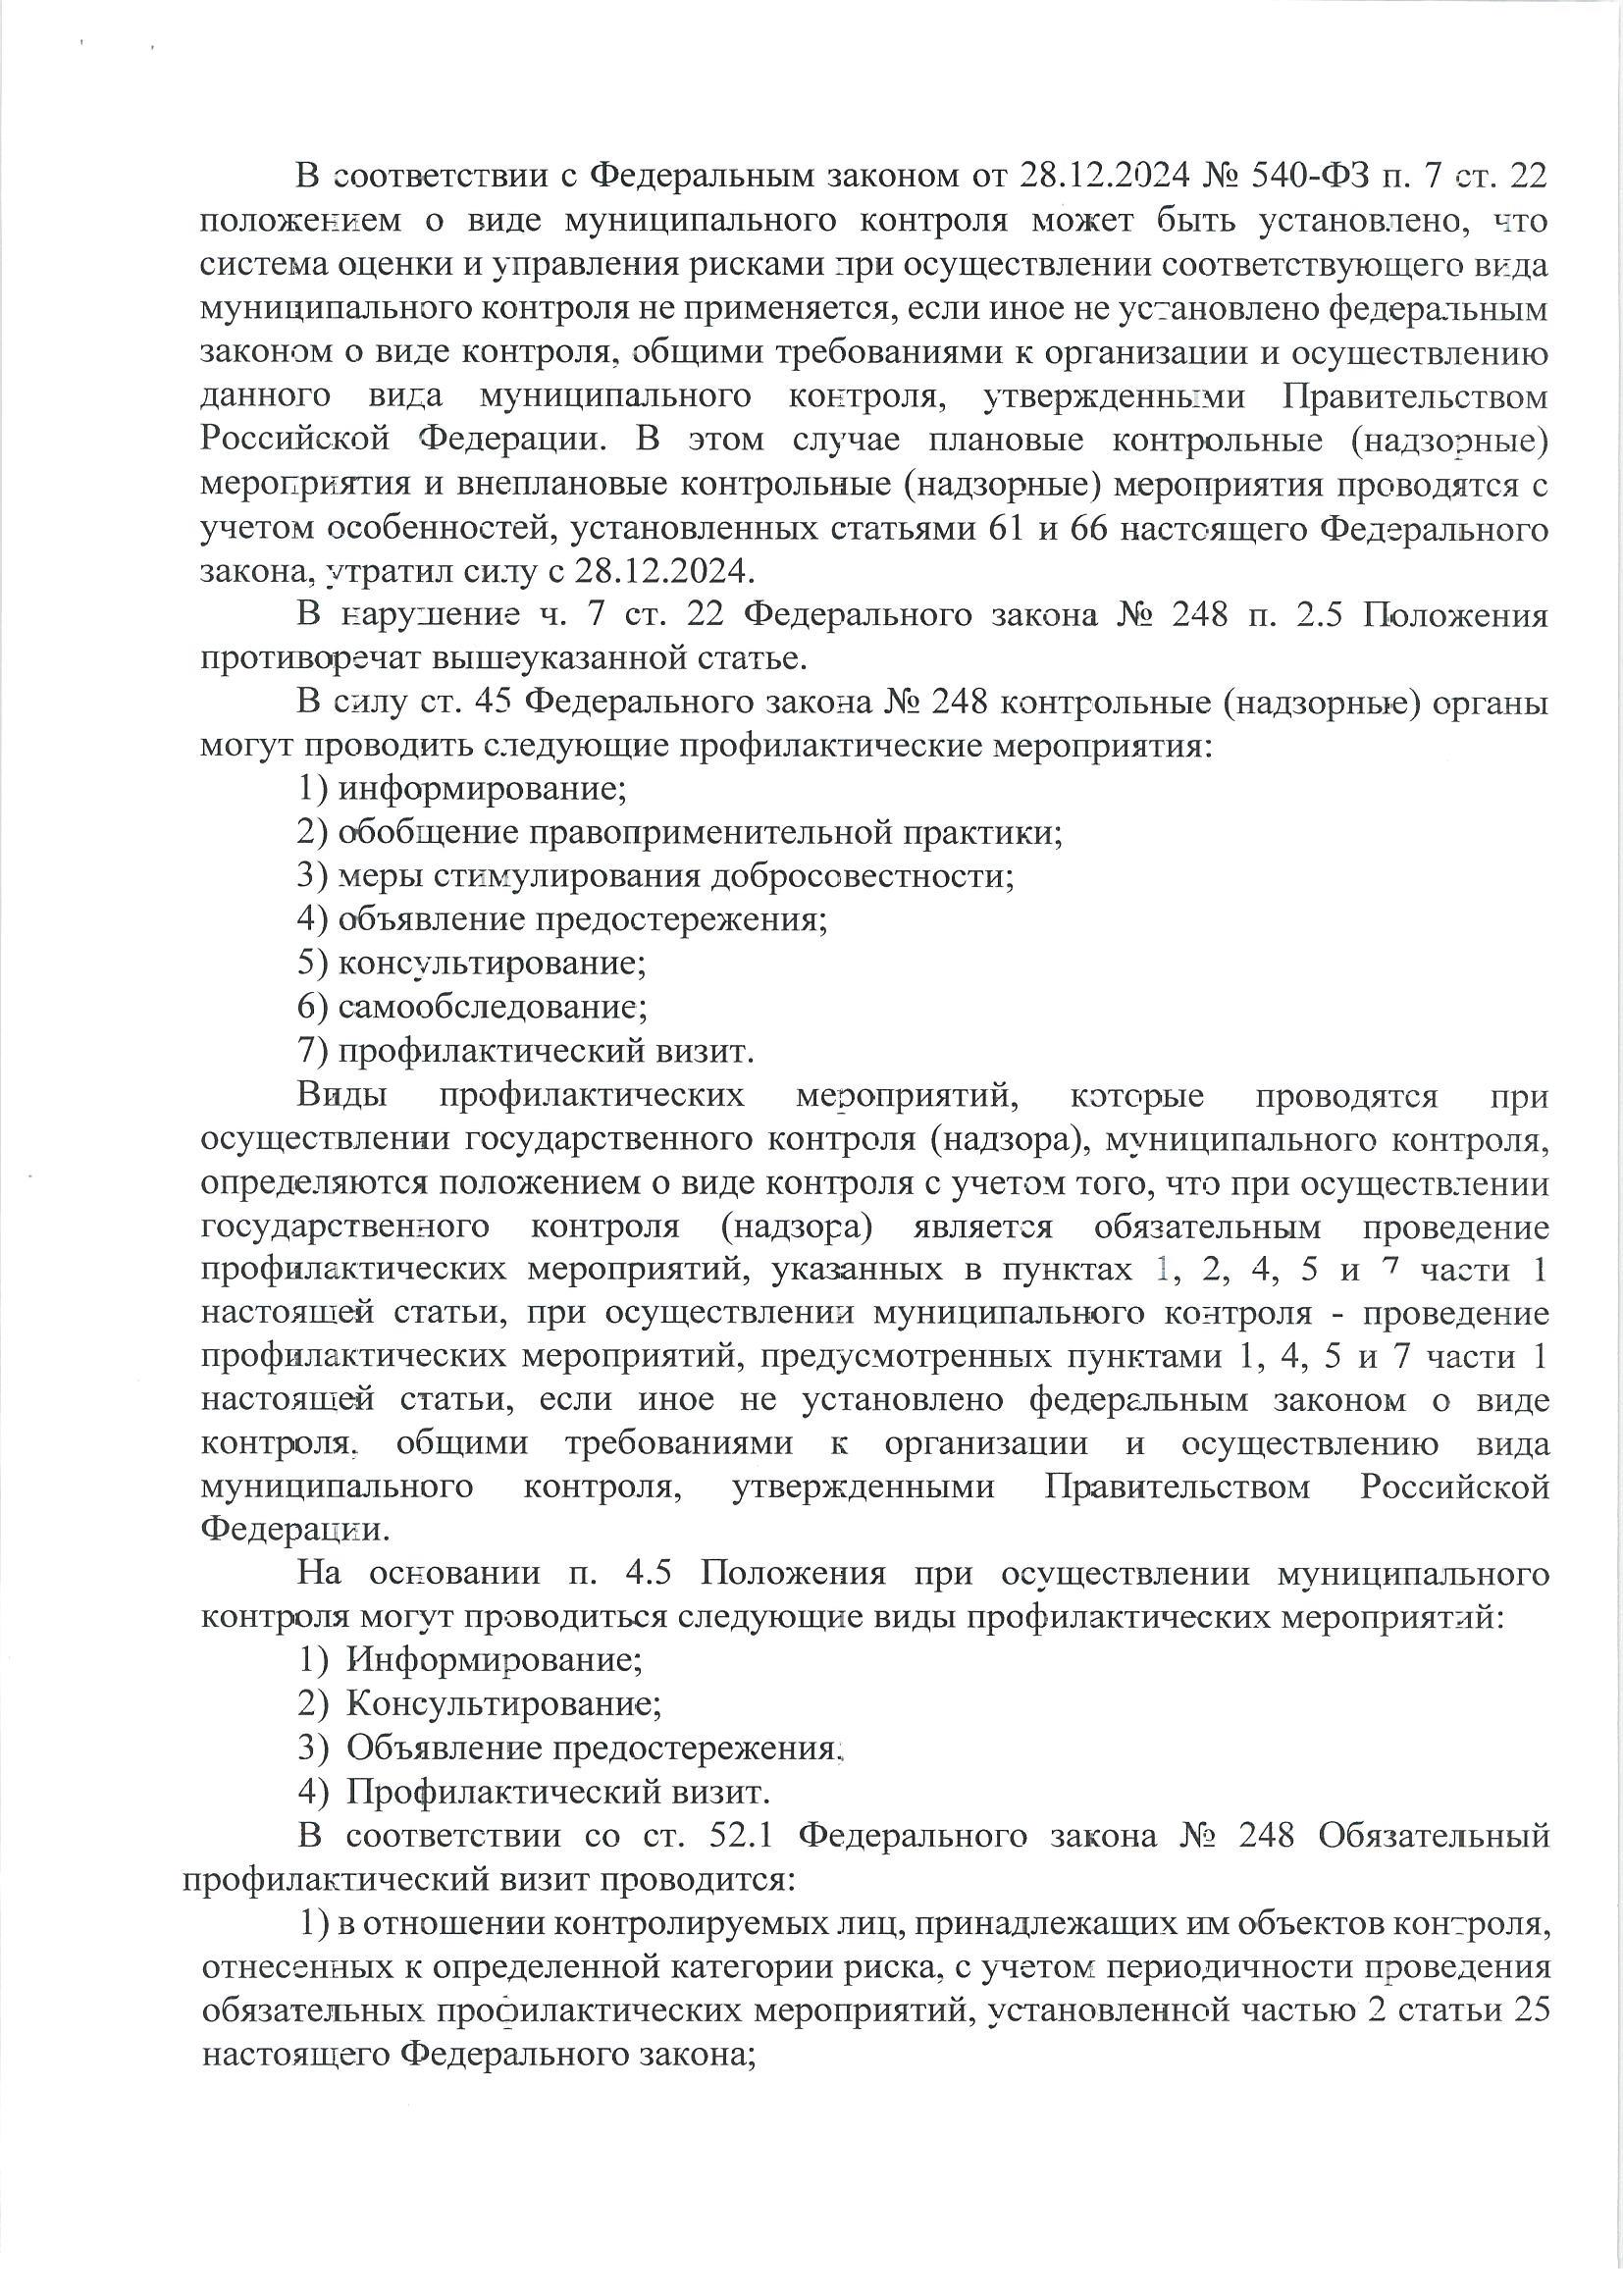 В соответствии с Федеральным законом от 28.12.2024 № 540-ФЗ п. 7 ст. 22
положением о виде муниципального контроля может быть установлено, что
система оценки и управления рисками при осуществлении соответствующего вида
муниципального контроля не применяется, если иное не установлено федеральным
законом о виде контроля, общими требованиями к организации и осуществлению
данного вида муниципального контроля, утвержденными Правительством
Российской Федерации. В этом случае плановые контрольные (надзорные)
мероприятия и внеплановые контрольные (надзорные) мероприятия проводятся с
учетом особенностей, установленных статьями 61 и 66 настоящего Федерального
закона, утратил силу с 28.12.2024.
В нарушение ч. 7 ст. 22 Федерального закона № 248 п. 2.5 Положения
противоречат вышеуказанной статье.
В силу ст. 45 Федерального закона № 248 контрольные (надзорные) органы
могут проводить следующие профилактические мероприятия:
1) информирование;
2) обобщение правоприменительной практики;
3) меры стимулирования добросовестности;
4) объявление предостережения;
5) консультирование;
6) самообследование;
7) профилактический визит.
Виды профилактических мероприятий, которые проводятся при
осуществлении государственного контроля (надзора), муниципального контроля,
определяются положением о виде контроля с учетом того, что при осуществлении
государственного контроля (надзора) является обязательным проведение
профилактических мероприятий, указанных в пунктах 1, 2, 4, 5 и 7 части 1
настоящей статьи, при осуществлении муниципального контроля - проведение
профилактических мероприятий, предусмотренных пунктами 1, 4, 5 и 7 части 1
настоящей статьи, если иное не установлено федеральным законом о виде
контроля, общими требованиями к организации и осуществлению вида
муниципального контроля, утвержденными Правительством Российской
Федерации.
На основании п. 4.5 Положения при осуществлении муниципального
контроля могут проводиться следующие виды профилактических мероприятий:
1) Информирование;
2) Консультирование;
3) Объявление предостережения;
4) Профилактический визит.
В соответствии со ст. 52.1 Федерального закона № 248 Обязательный
профилактический визит проводится:
1) в отношении контролируемых лиц, принадлежащих им объектов контроля,
отнесенных к определенной категории риска, с учетом периодичности проведения
обязательных профилактических мероприятий, установленной частью 2 статьи 25
настоящего Федерального закона;